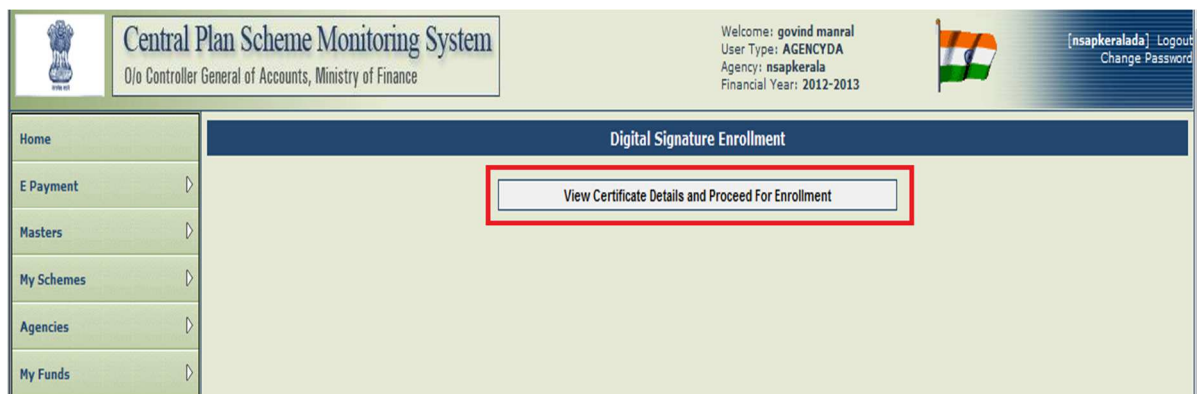 Central Plan Scheme Monitoring System
O/o Controller General of Accounts, Ministry of Finance
Welcome: govind manral
User Type: AGENCYDA
Agency: nsapkerala
Financial Year: 2012-2013
[nsapkeralada] Logout
Change Password
Home
E Payment
Masters
My Schemes
Agencies
My Funds
Digital Signature Enrollment
View Certificate Details and Proceed For Enrollment